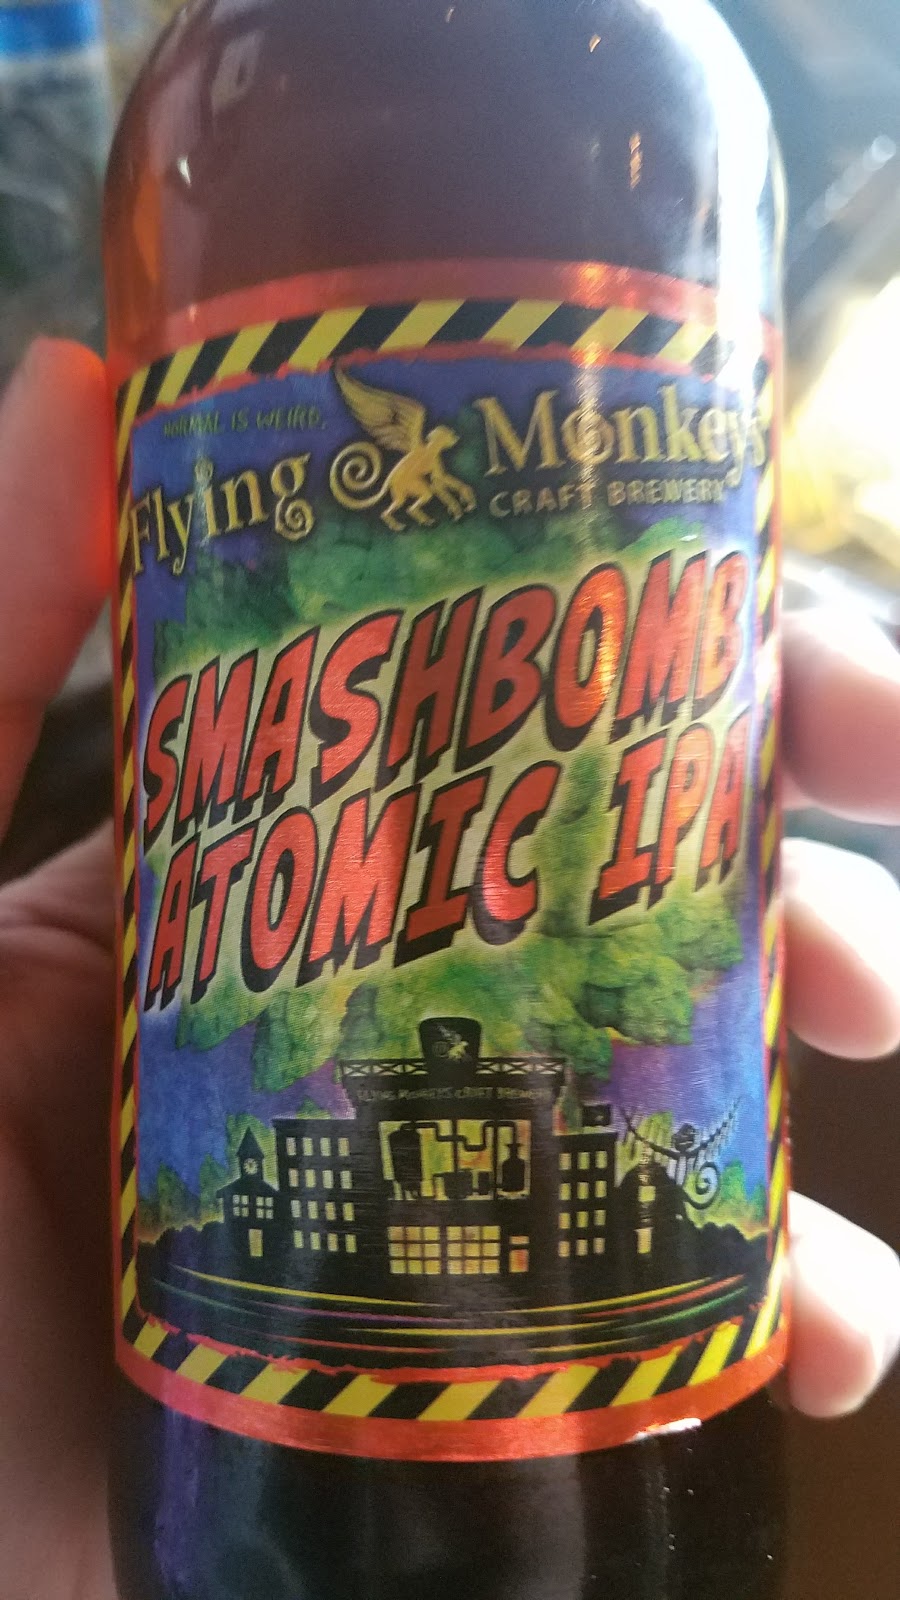 NORMAL IS WEIRD.
Flying Monkeys
CRAFT BREWERY
SMASHBOMB
ATOMIC IPA
FLYING MONKEYS CRAFT BREWERY